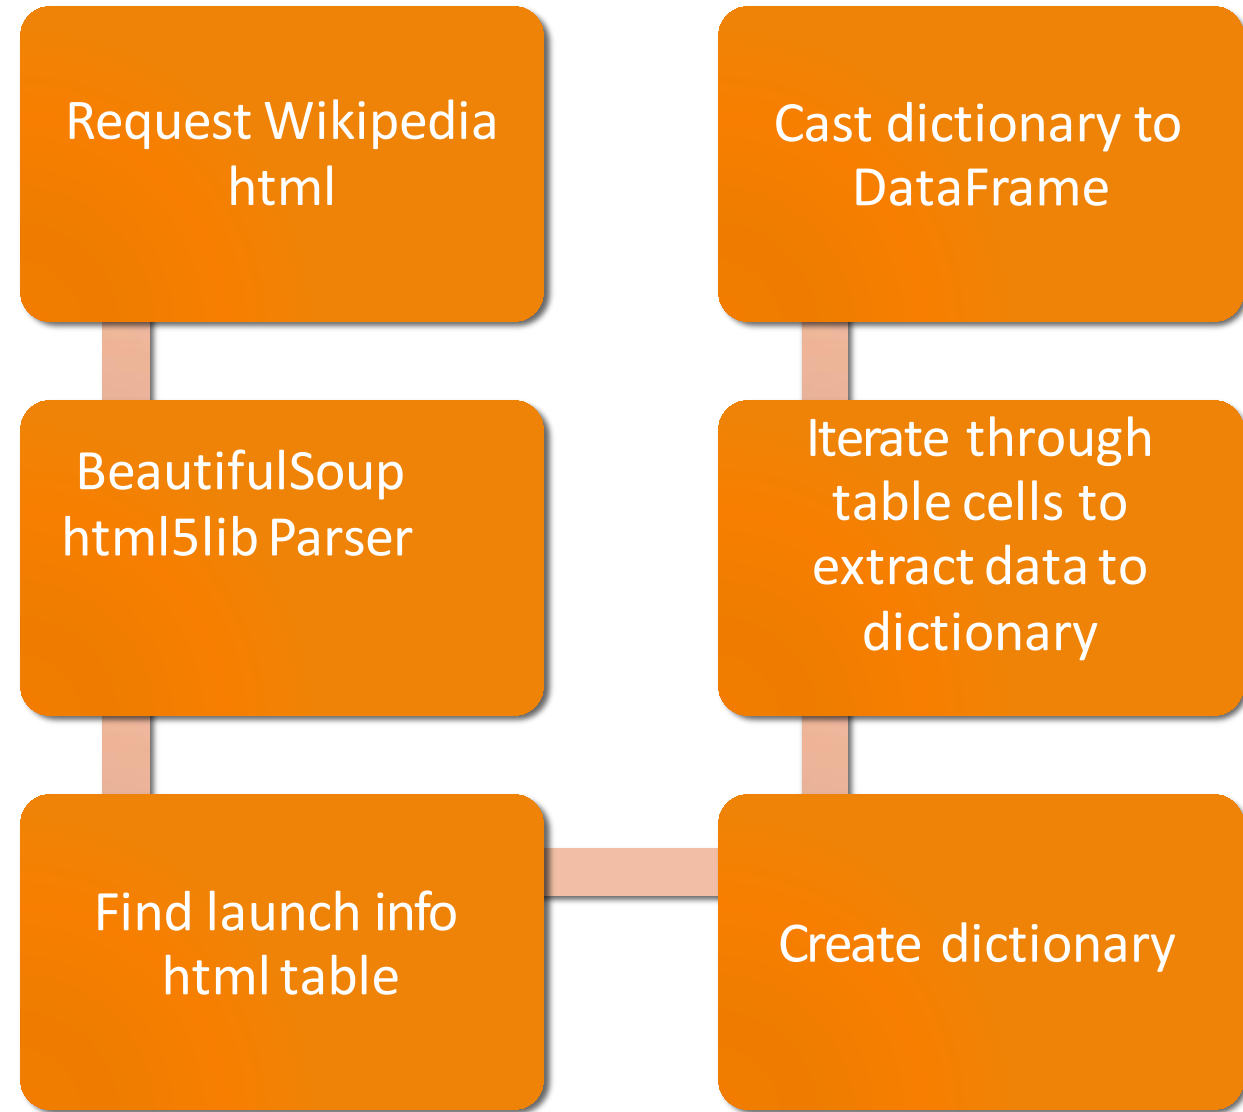 Request Wikipedia
html
BeautifulSoup
html5lib Parser
Find launch info
html table
Create dictionary
Iterate through
table cells to
extract data to
dictionary
Cast dictionary to
DataFrame